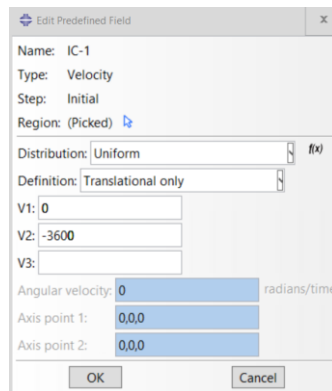 Edit Predefined Field x
Name: IC-1
Type: Velocity
Step: Initial
Region: (Picked)
Distribution: Uniform f(x)
Definition: Translational only
V1: 0
V2: -3600
V3:
Angular velocity: 0 radians/time
Axis point 1: 0,0,0
Axis point 2: 0,0,0
OK Cancel